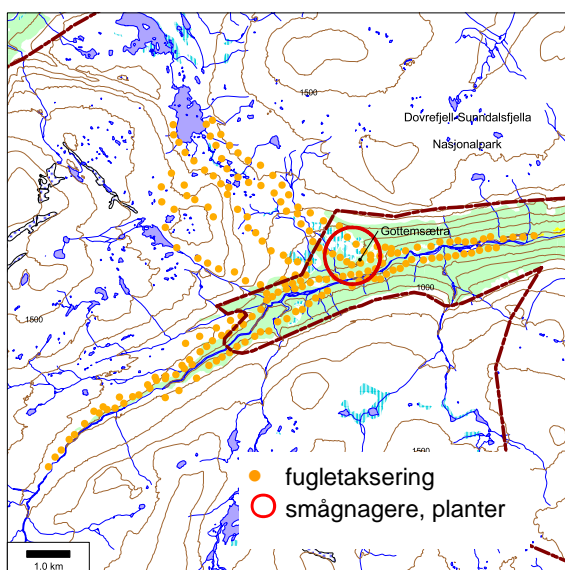 1500
Dovrefjell-Sunndalsfjella
Nasjonalpark
Gottemsætra
1000
1500
1500
fugletaksering
smågnagere, planter
1.0 km